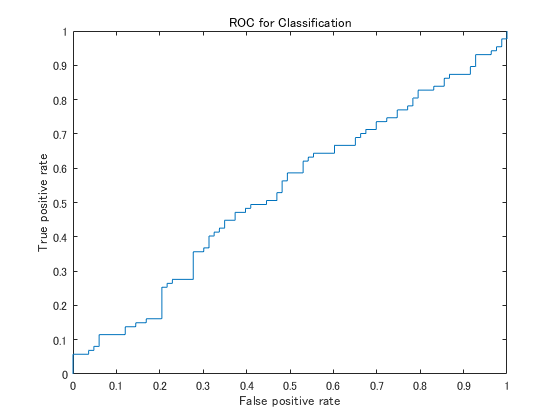 ROC for Classification
1
0.9
0.8
0.7
0.6
0.5
0.4
0.3
0.2
0.1
0
True positive rate
0 0.1 0.2 0.3 0.4 0.5 0.6 0.7 0.8 0.9 1
False positive rate